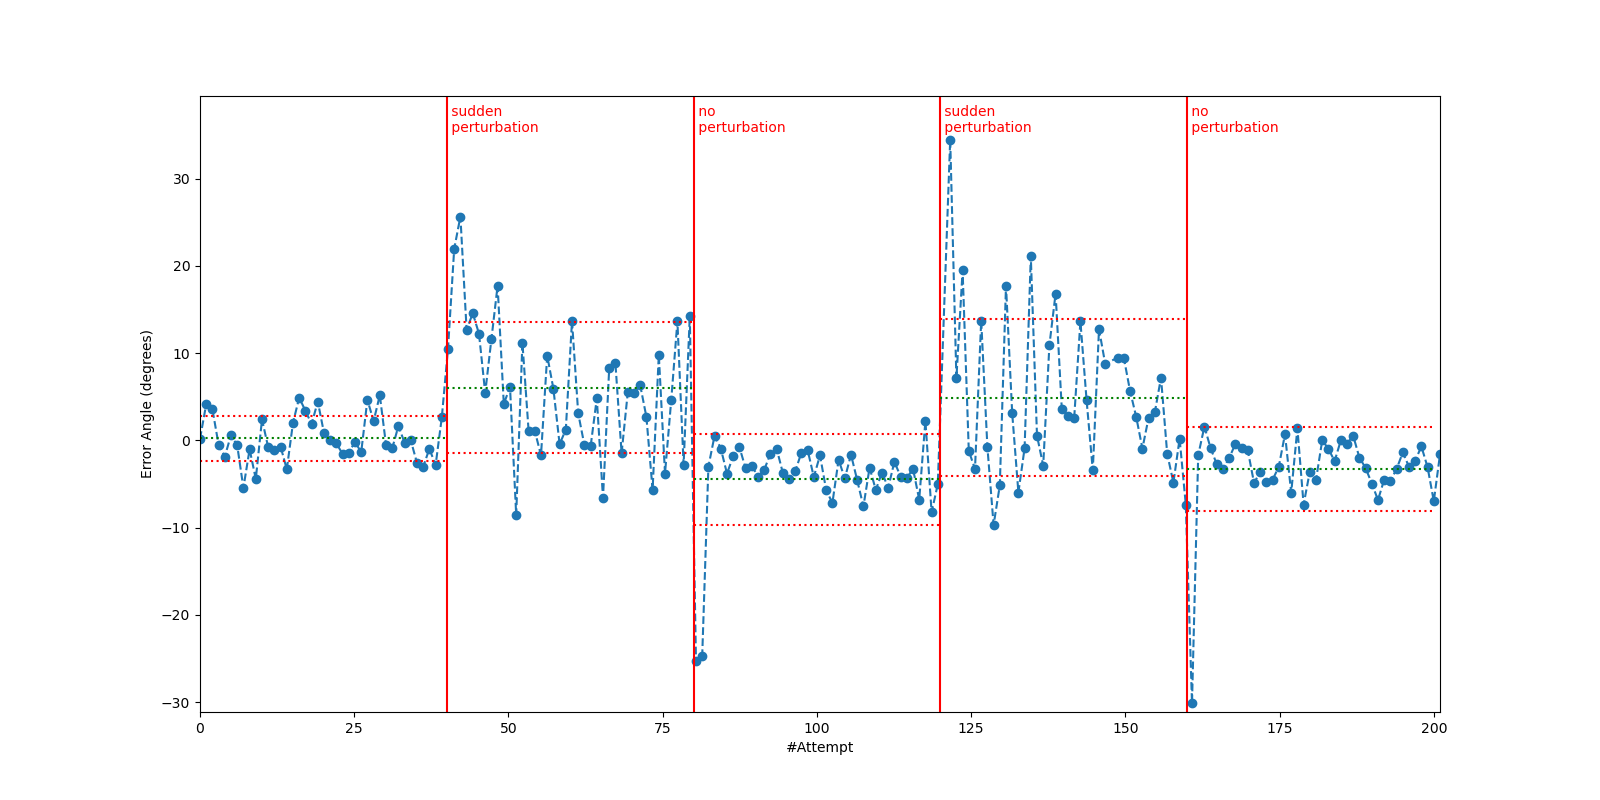 sudden
perturbation
no
perturbation
sudden
perturbation
no
perturbation
30
20
10
0
−10
−20
−30
Error Angle (degrees)
0 25 50 75 100 125 150 175 200
#Attempt